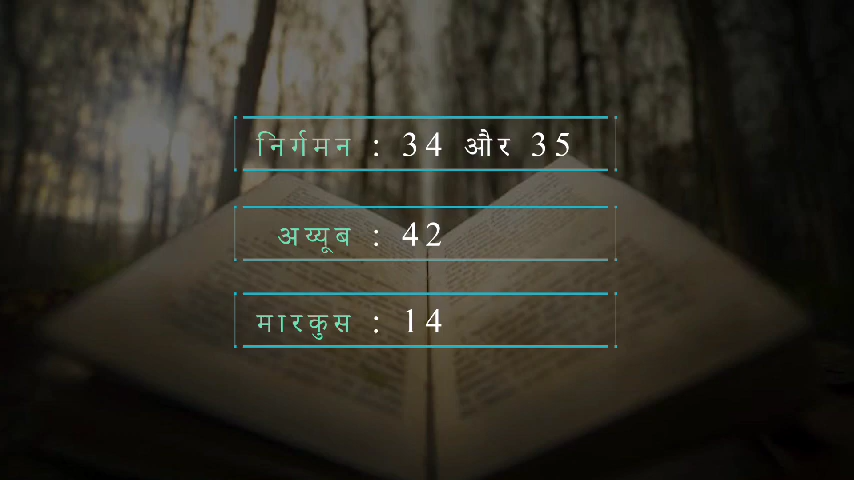 निर्गमन : 34 और 35
अय्यूब : 42
मारकुस : 14